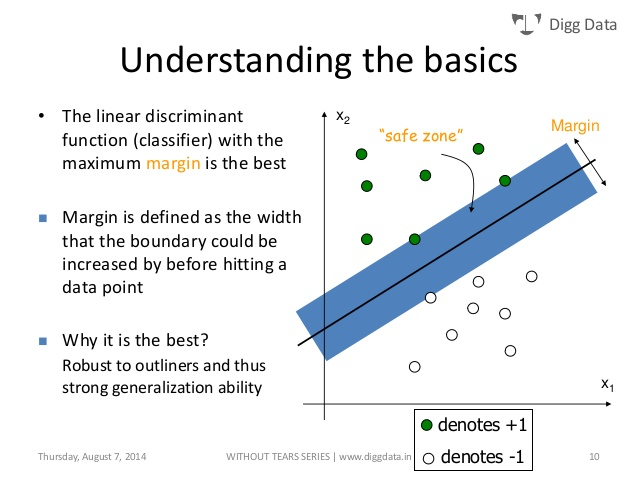 Digg Data
Understanding the basics
• The linear discriminant
function (classifier) with the
maximum margin is the best
Margin is defined as the width
that the boundary could be
increased by before hitting a
data point
Why it is the best?
Robust to outliners and thus
strong generalization ability
x2
"safe zone"
Margin
x1
denotes +1
denotes -1
Thursday, August 7, 2014
WITHOUT TEARS SERIES | www.diggdata.in
10